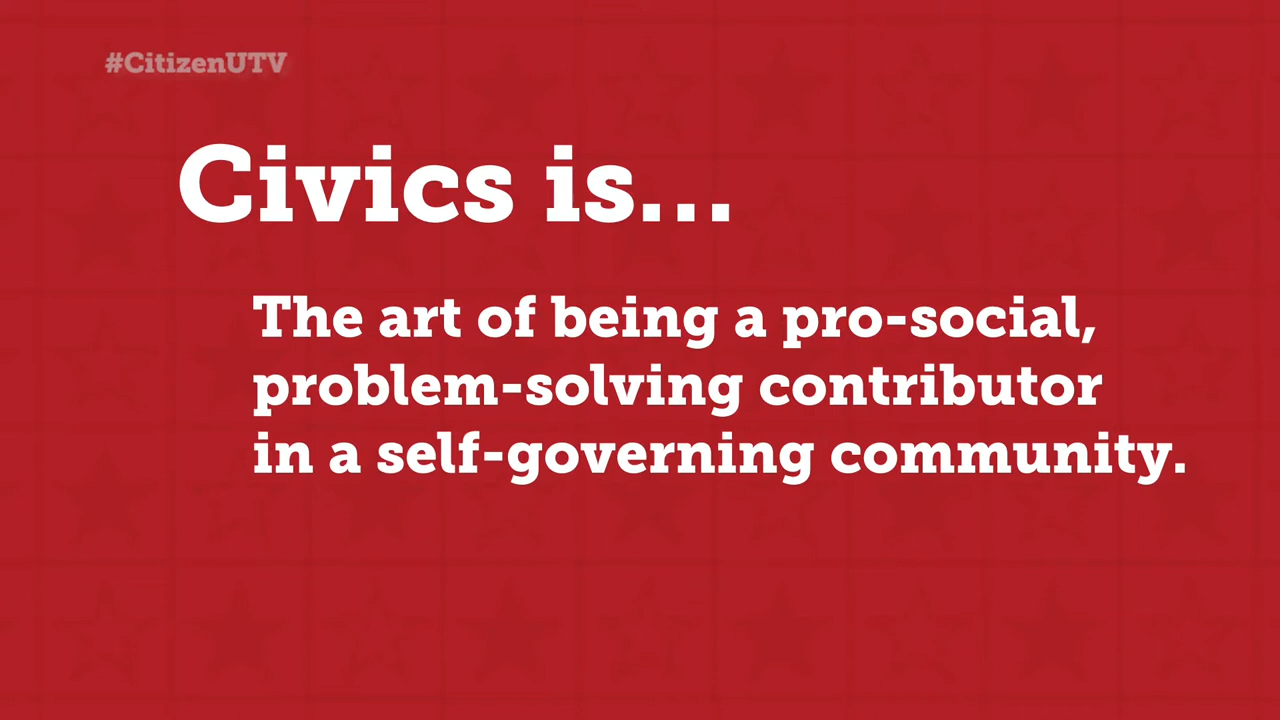 #CitizenUTV
Civics is...
The art of being a pro-social,
problem-solving contributor
in a self-governing community.